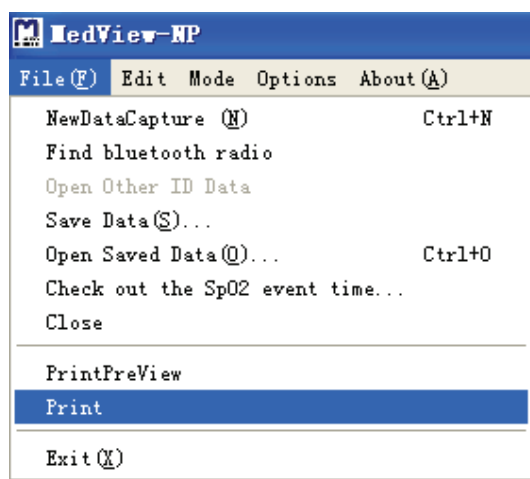 MedView-NP
File(F) Edit Mode Options About(A)
NewDataCapture (N) Ctrl+N
Find bluetooth radio
Open Other ID Data
Save Data(S)...
Open Saved Data(O)... Ctrl+O
Check out the SpO2 event time...
Close
PrintPreView
Print
Exit(X)